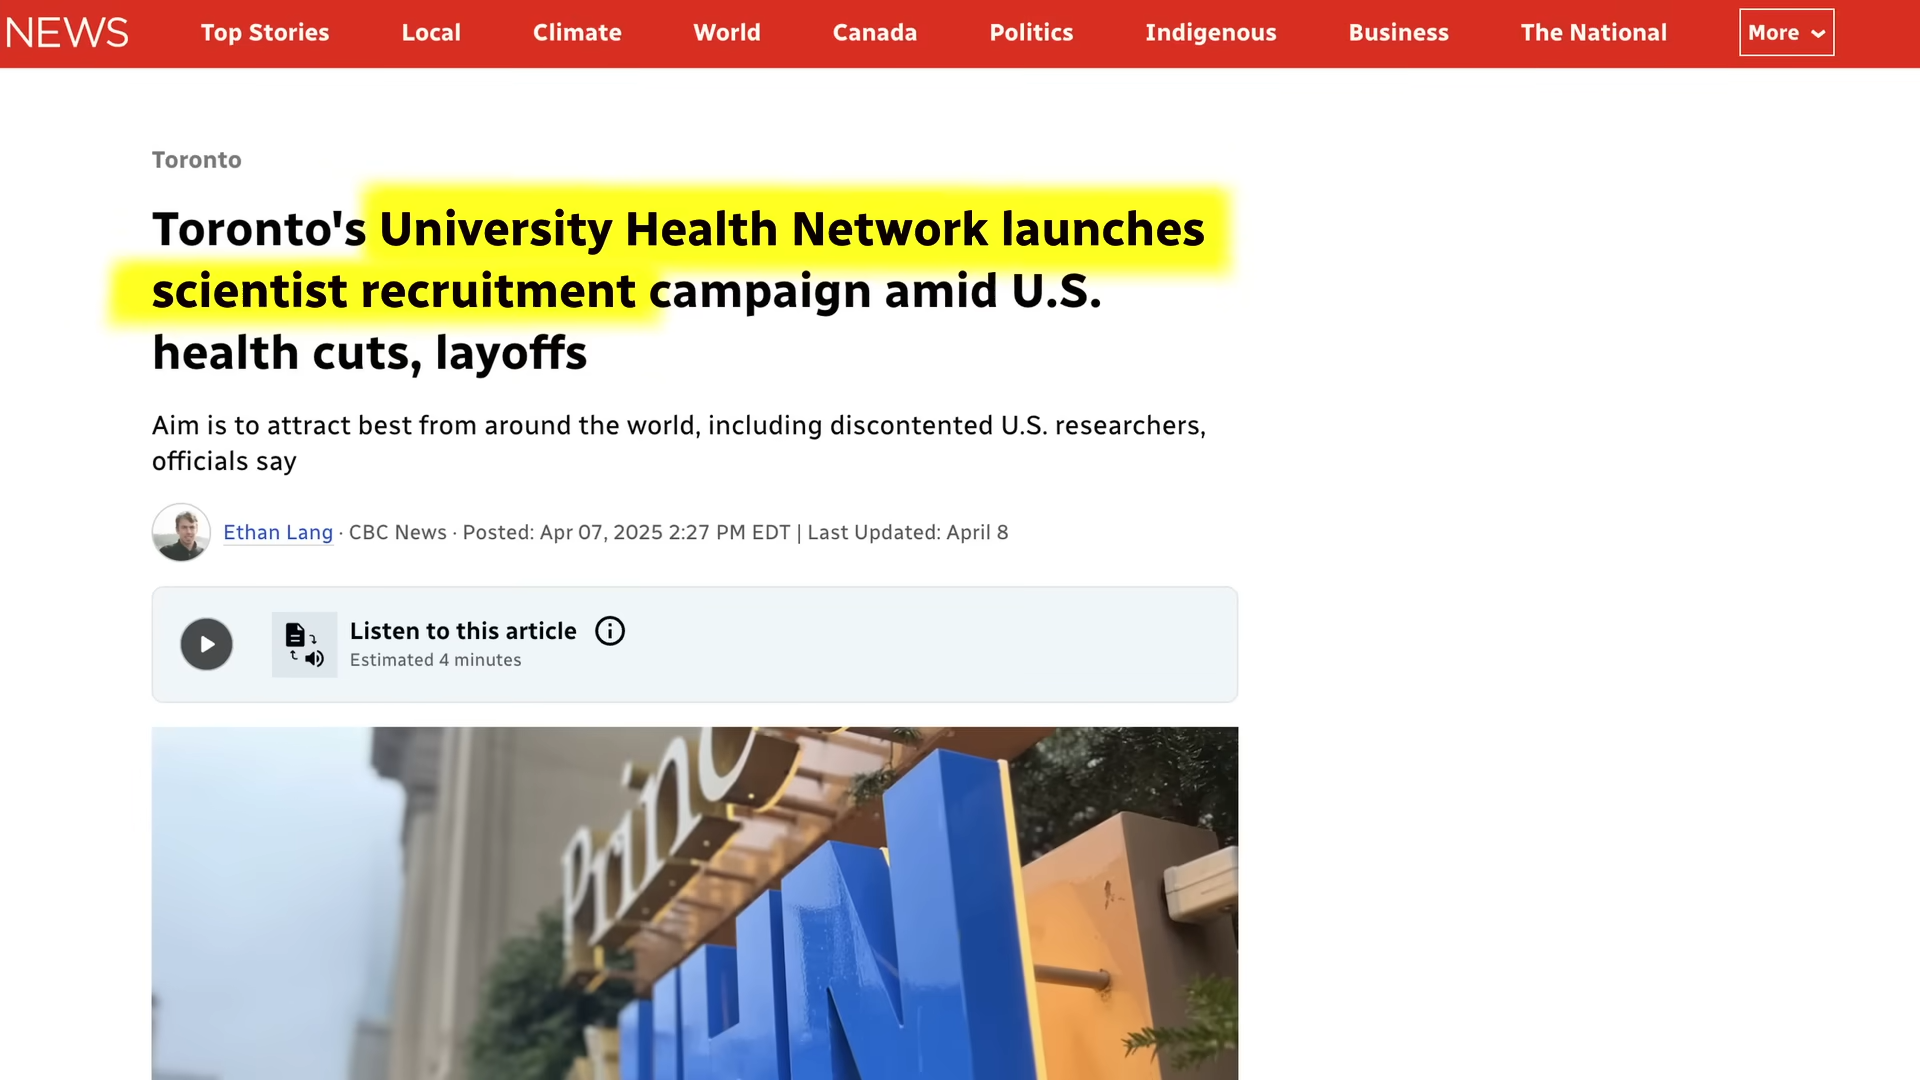 NEWS Top Stories Local Climate World Canada Politics Indigenous Business The National More
Toronto
Toronto's University Health Network launches
scientist recruitment campaign amid U.S.
health cuts, layoffs
Aim is to attract best from around the world, including discontented U.S. researchers,
officials say
Ethan Lang · CBC News · Posted: Apr 07, 2025 2:27 PM EDT | Last Updated: April 8
Listen to this article
Estimated 4 minutes
Princ
UHN